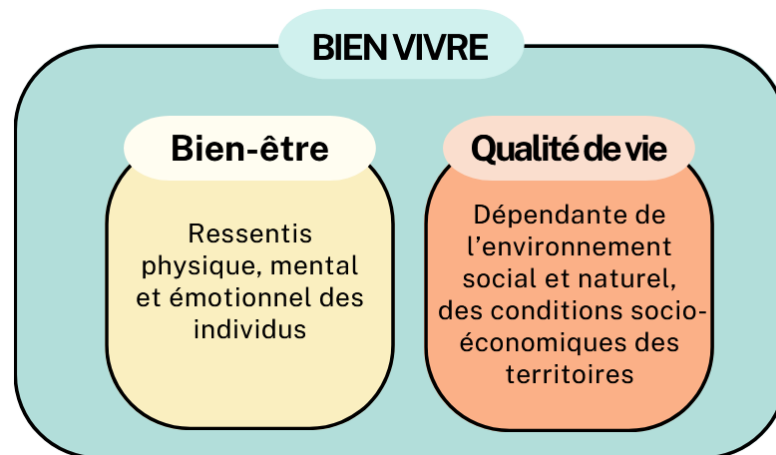 BIEN VIVRE
Bien-être
Ressentis
physique, mental
et émotionnel des
individus
Qualité de vie
Dépendante de
l'environnement
social et naturel,
des conditions socio-
économiques des
territoires